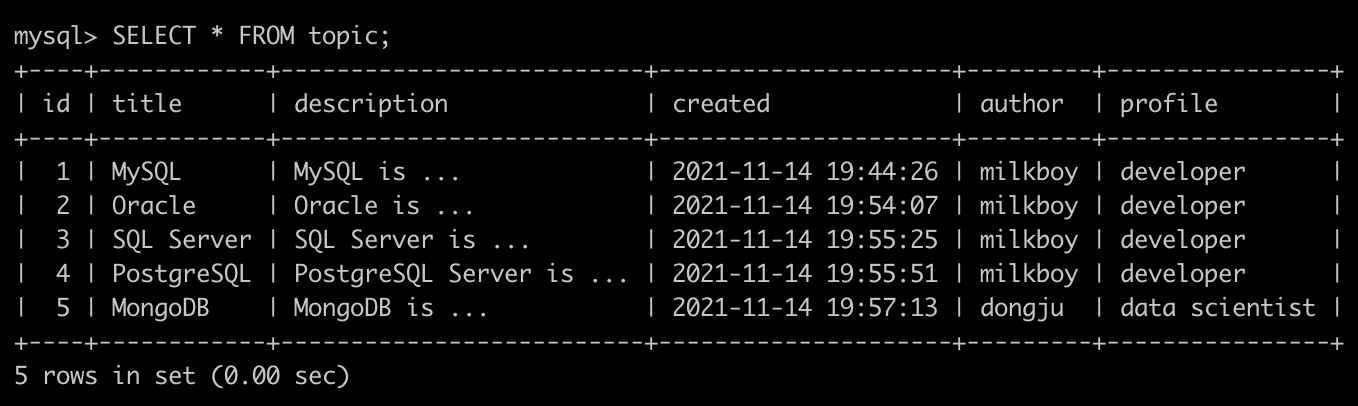 mysql> SELECT * FROM topic;
+----+------------+--------------------------+---------------------+---------+----------------+
| id | title      | description              | created             | author  | profile        |
+----+------------+--------------------------+---------------------+---------+----------------+
|  1 | MySQL      | MySQL is ...             | 2021-11-14 19:44:26 | milkboy | developer      |
|  2 | Oracle     | Oracle is ...            | 2021-11-14 19:54:07 | milkboy | developer      |
|  3 | SQL Server | SQL Server is ...        | 2021-11-14 19:55:25 | milkboy | developer      |
|  4 | PostgreSQL | PostgreSQL Server is ... | 2021-11-14 19:55:51 | milkboy | developer      |
|  5 | MongoDB    | MongoDB is ...           | 2021-11-14 19:57:13 | dongju  | data scientist |
+----+------------+--------------------------+---------------------+---------+----------------+
5 rows in set (0.00 sec)